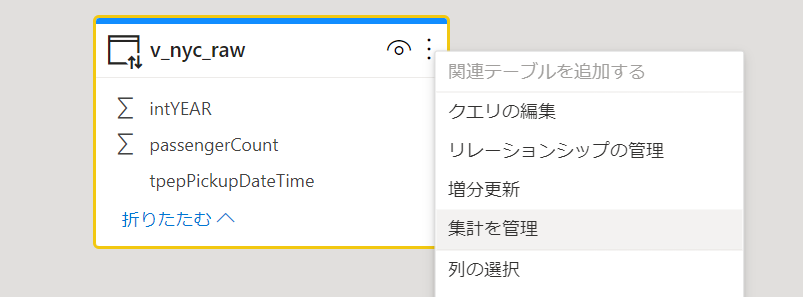 v_nyc_raw
intYEAR
passengerCount
tpepPickupDateTime
折りたたむ
関連テーブルを追加する
クエリの編集
リレーションシップの管理
増分更新
集計を管理
列の選択